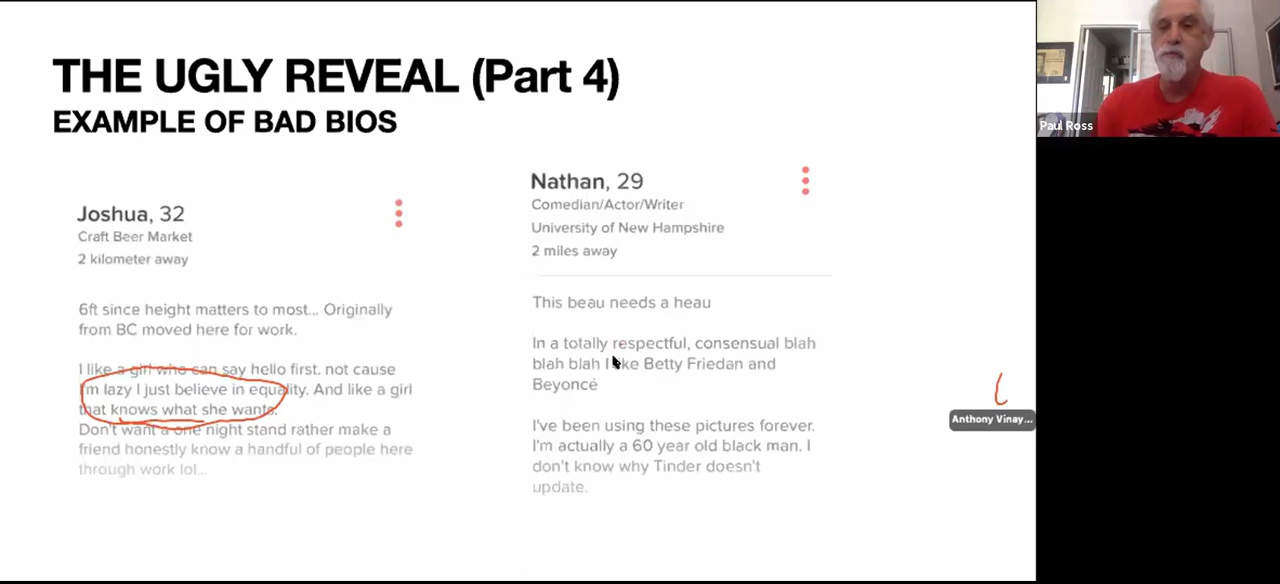 THE UGLY REVEAL (Part 4)
EXAMPLE OF BAD BIOS
Joshua, 32
Craft Beer Market
2 kilometer away
6ft since height matters to most... Originally
from BC moved here for work.
I like a girl who can say hello first. not cause
I'm lazy I just believe in equality. And like a girl
that knows what she wants.
Don't want a one night stand rather make a
friend honestly know a handful of people here
through work lol...
Nathan, 29
Comedian/Actor/Writer
University of New Hampshire
2 miles away
This beau needs a heau
In a totally respectful, consensual blah
blah blah I like Betty Friedan and
Beyoncé
I've been using these pictures forever.
I'm actually a 60 year old black man. I
don't know why Tinder doesn't
update.
Paul Ross
Anthony Vinay...